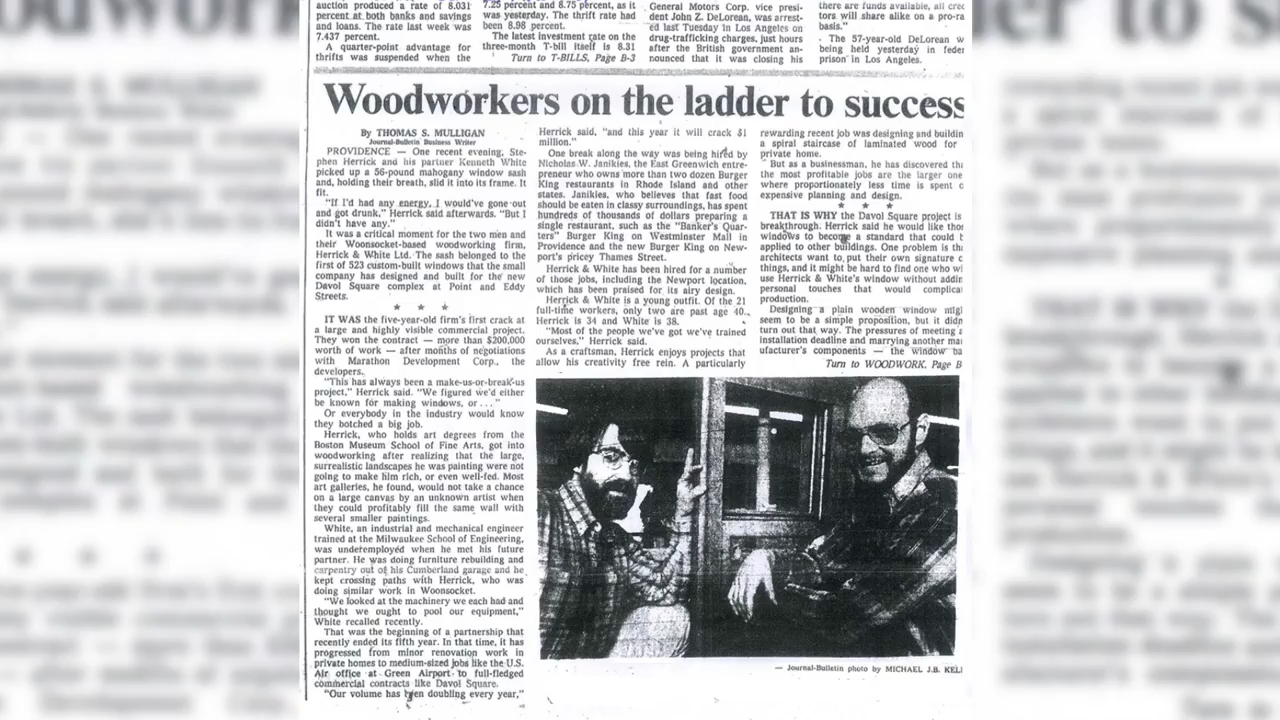 auction produced a rate of 8.031
percent at both banks and savings
and loans. The rate last week was
7.437 percent.
A quarter-point advantage for
thrifts was suspended when the
7.25 percent and 8.75 percent, as it
was yesterday. The thrift rate had
been 8.98 percent.
The latest investment rate on the
three-month T-bill itself is 8.31
Turn to T-BILLS, Page B-3
General Motors Corp. vice presi-
dent John Z. DeLorean, was arrest-
ed last Tuesday in Los Angeles on
drug-trafficking charges, just hours
after the British government an-
nounced that it was closing his
there are funds available, all cred
tors will share alike on a pro-ra
basis."
The 57-year-old DeLorean w
being held yesterday in feder
prison in Los Angeles.
Woodworkers on the ladder to success
By THOMAS S. MULLIGAN
Journal-Bulletin Business Writer
PROVIDENCE — One recent evening, Ste-
phen Herrick and his partner Kenneth White
picked up a 56-pound mahogany window sash
and, holding their breath, slid it into its frame. It
fit.
"If I'd had any energy, I would've gone out
and got drunk," Herrick said afterwards. "But I
didn't have any."
It was a critical moment for the two men and
their Woonsocket-based woodworking firm,
Herrick & White Ltd. The sash belonged to the
first of 523 custom-built windows that the small
company has designed and built for the new
Davol Square complex at Point and Eddy
Streets.
* * *
IT WAS the five-year-old firm's first crack at
a large and highly visible commercial project.
They won the contract — more than $200,000
worth of work — after months of negotiations
with Marathon Development Corp., the
developers.
"This has always been a make-us-or-break-us
project," Herrick said. "We figured we'd either
be known for making windows, or . . ."
Or everybody in the industry would know
they botched a big job.
Herrick, who holds art degrees from the
Boston Museum School of Fine Arts, got into
woodworking after realizing that the large,
surrealistic landscapes he was painting were not
going to make him rich, or even well-fed. Most
art galleries, he found, would not take a chance
on a large canvas by an unknown artist when
they could profitably fill the same wall with
several smaller paintings.
White, an industrial and mechanical engineer
trained at the Milwaukee School of Engineering,
was underemployed when he met his future
partner. He was doing furniture rebuilding and
carpentry out of his Cumberland garage and he
kept crossing paths with Herrick, who was
doing similar work in Woonsocket.
"We looked at the machinery we each had and
thought we ought to pool our equipment,"
White recalled recently.
That was the beginning of a partnership that
recently ended its fifth year. In that time, it has
progressed from minor renovation work in
private homes to medium-sized jobs like the U.S.
Air office at Green Airport to full-fledged
commercial contracts like Davol Square.
"Our volume has been doubling every year,"
Herrick said, "and this year it will crack $1
million."
One break along the way was being hired by
Nicholas W. Janikies, the East Greenwich entre-
preneur who owns more than two dozen Burger
King restaurants in Rhode Island and other
states. Janikies, who believes that fast food
should be eaten in classy surroundings, has spent
hundreds of thousands of dollars preparing a
single restaurant, such as the "Banker's Quar-
ters" Burger King on Westminster Mall in
Providence and the new Burger King on New-
port's pricey Thames Street.
Herrick & White has been hired for a number
of those jobs, including the Newport location,
which has been praised for its airy design.
Herrick & White is a young outfit. Of the 21
full-time workers, only two are past age 40.
Herrick is 34 and White is 38.
"Most of the people we've got we've trained
ourselves," Herrick said.
As a craftsman, Herrick enjoys projects that
allow his creativity free rein. A particularly
rewarding recent job was designing and buildin
a spiral staircase of laminated wood for
private home.
But as a businessman, he has discovered tha
the most profitable jobs are the larger one
where proportionately less time is spent o
expensive planning and design.
* * *
THAT IS WHY the Davol Square project is
breakthrough. Herrick said he would like thos
windows to become a standard that could b
applied to other buildings. One problem is tha
architects want to put their own signature o
things, and it might be hard to find one who wi
use Herrick & White's window without addin
personal touches that would complica
production.
Designing a plain wooden window migh
seem to be a simple proposition, but it didn
turn out that way. The pressures of meeting a
installation deadline and marrying another man
ufacturer's components — the window ba
Turn to WOODWORK, Page B
— Journal-Bulletin photo by MICHAEL J.B. KELL